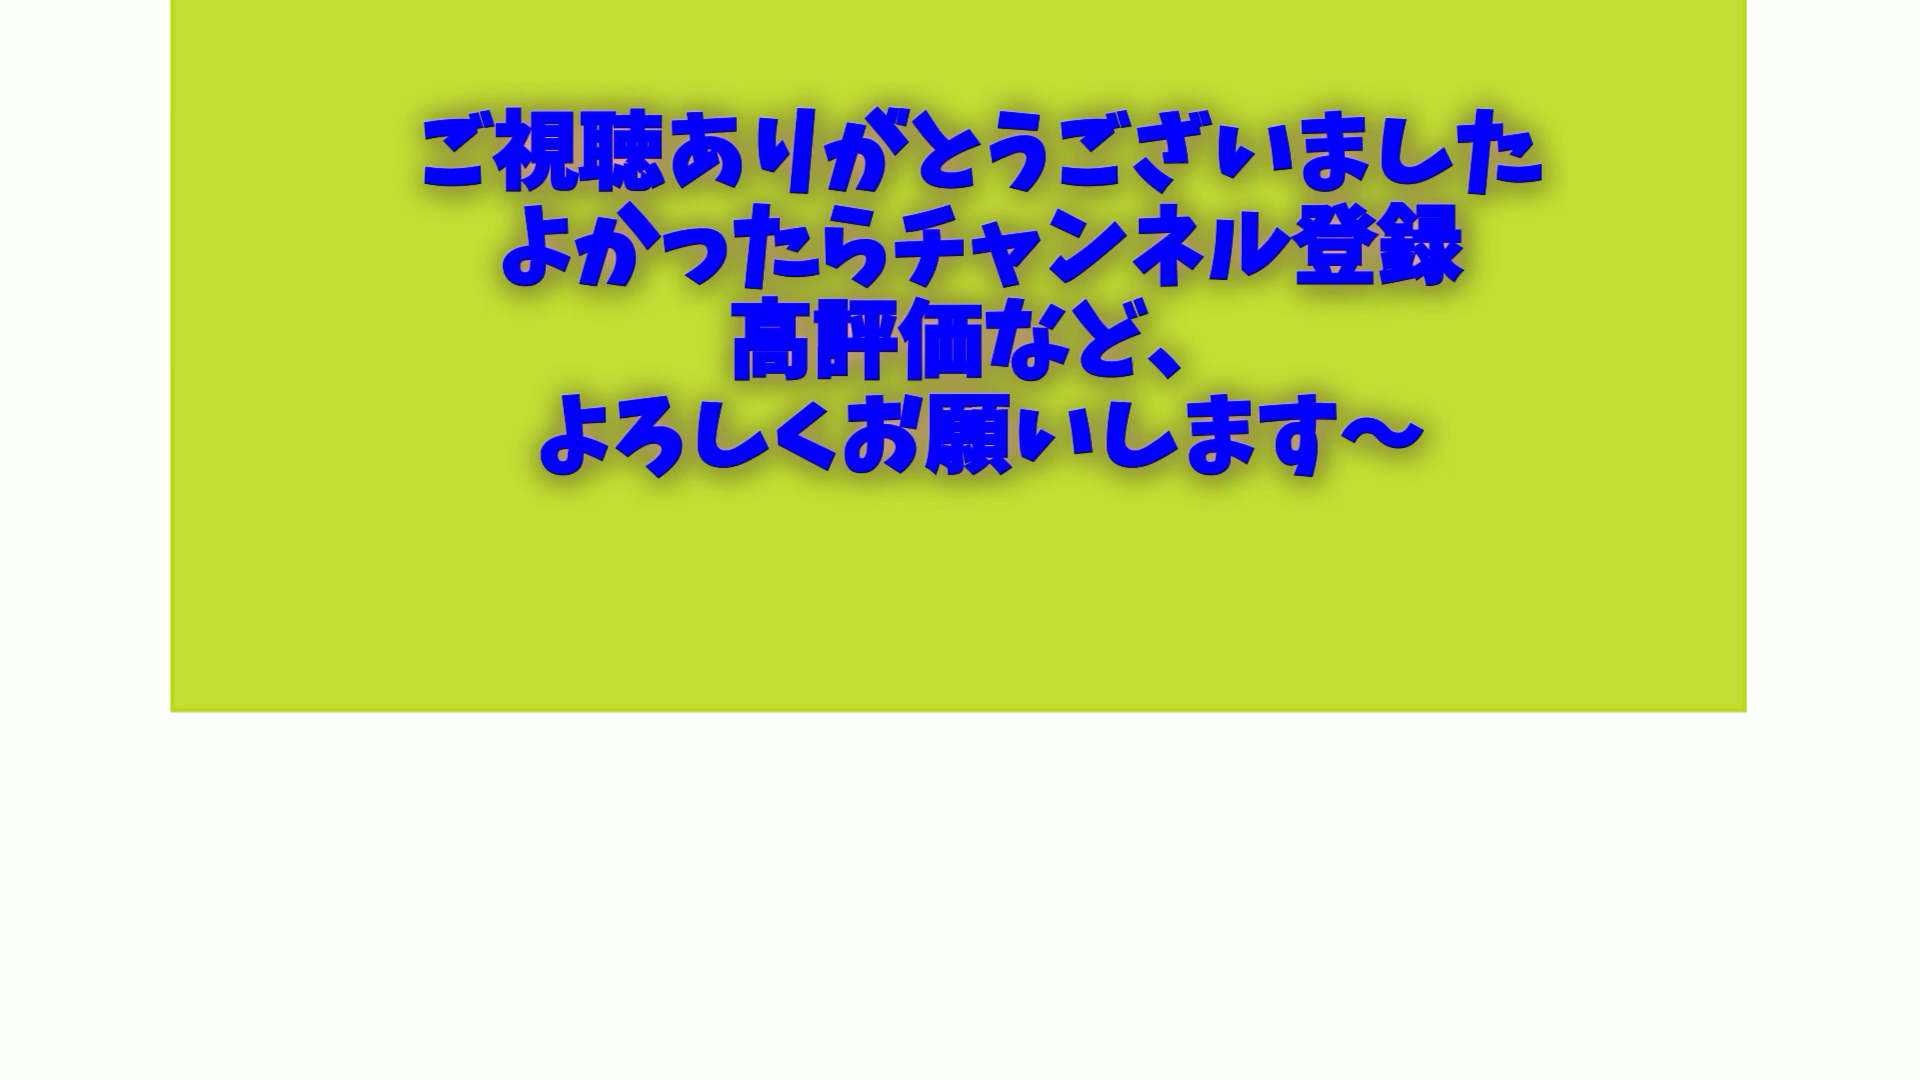 ご視聴ありがとうございました
よかったらチャンネル登録
高評価など、
よろしくお願いします〜